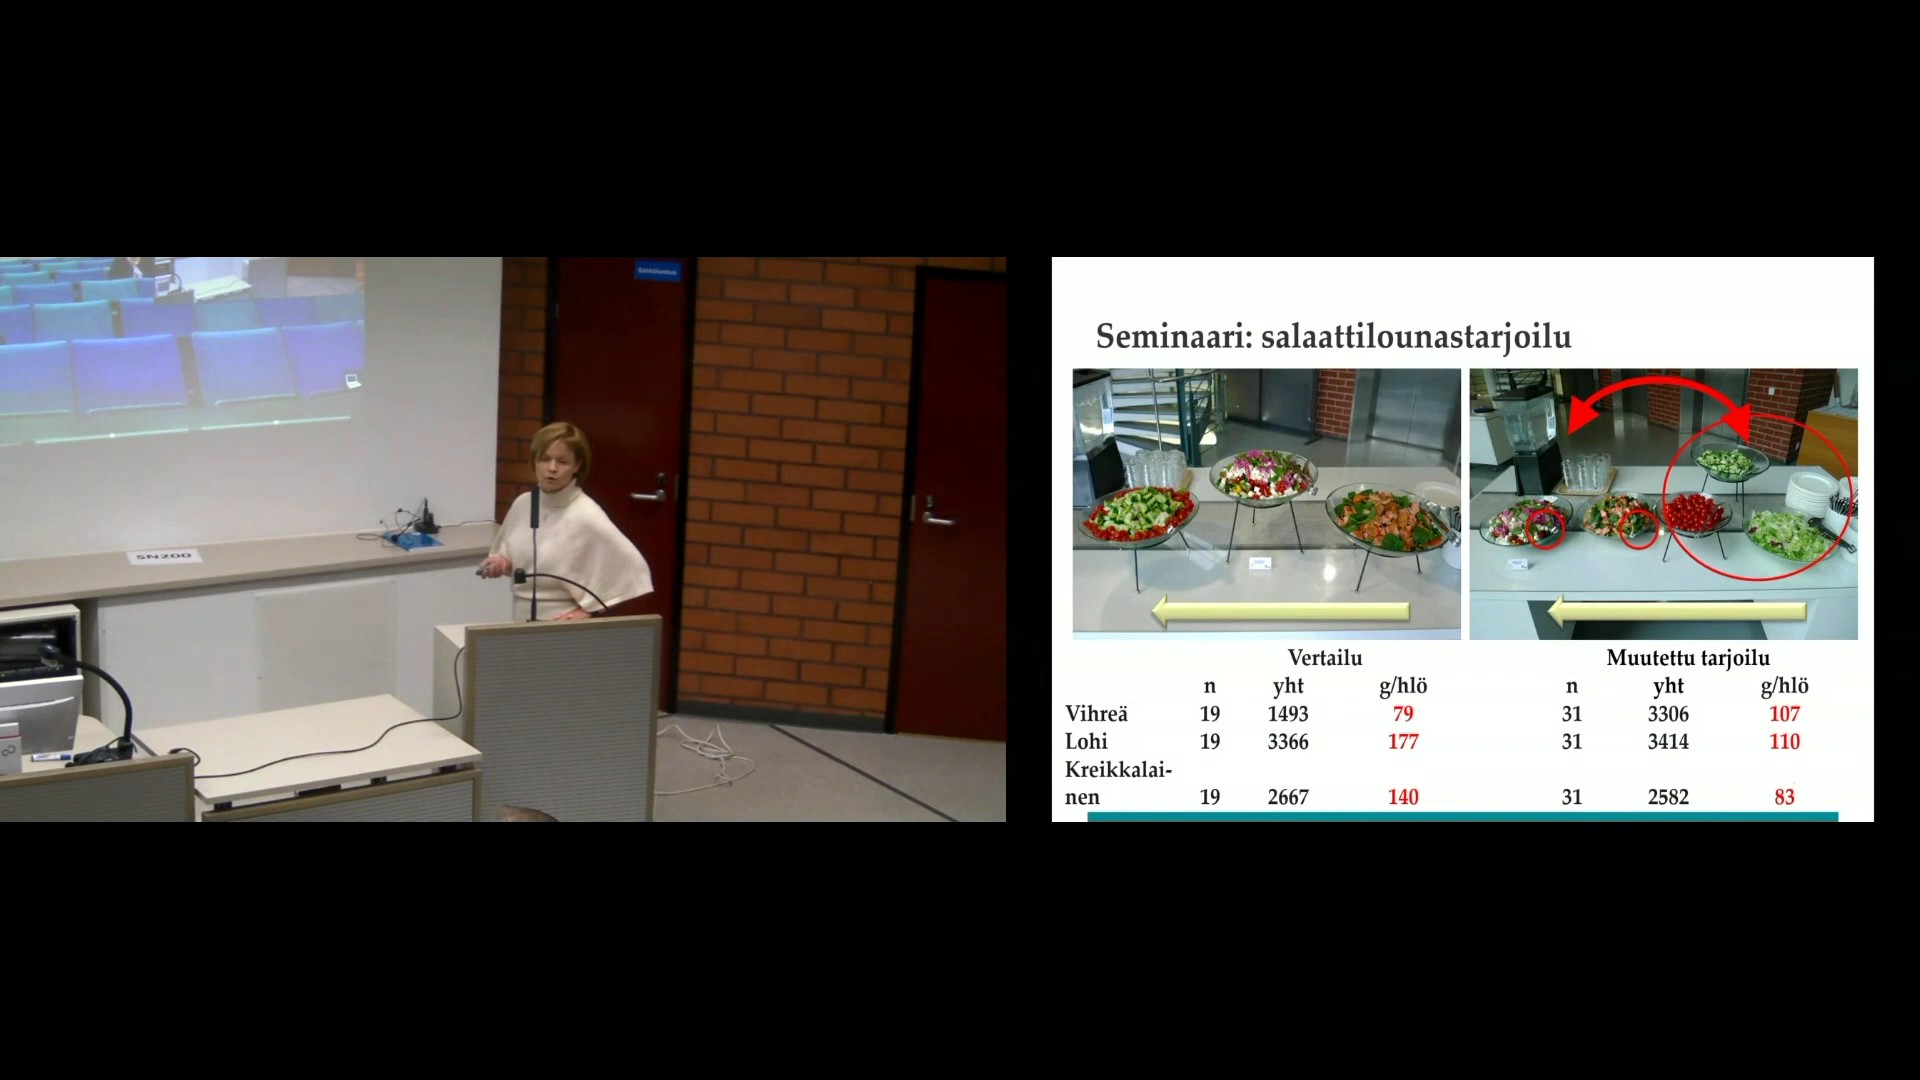 Sähkökeskus
SN200
Seminaari: salaattilounastarjoilu
Vertailu Muutettu tarjoilu
n yht g/hlö n yht g/hlö
Vihreä 19 1493 79 31 3306 107
Lohi 19 3366 177 31 3414 110
Kreikkalai-
nen 19 2667 140 31 2582 83